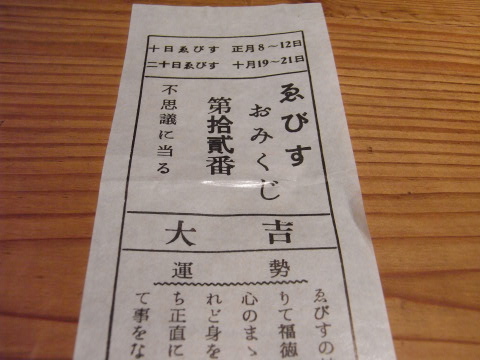 十日ゑびす 正月8～12日
二十日ゑびす 十月19～21日
ゑびす
おみくじ
第拾貳番
不思議に当る
大吉
運勢
ゑびすの
りて福徳
心のまゝ
れど身を
ち正直に
て事をな